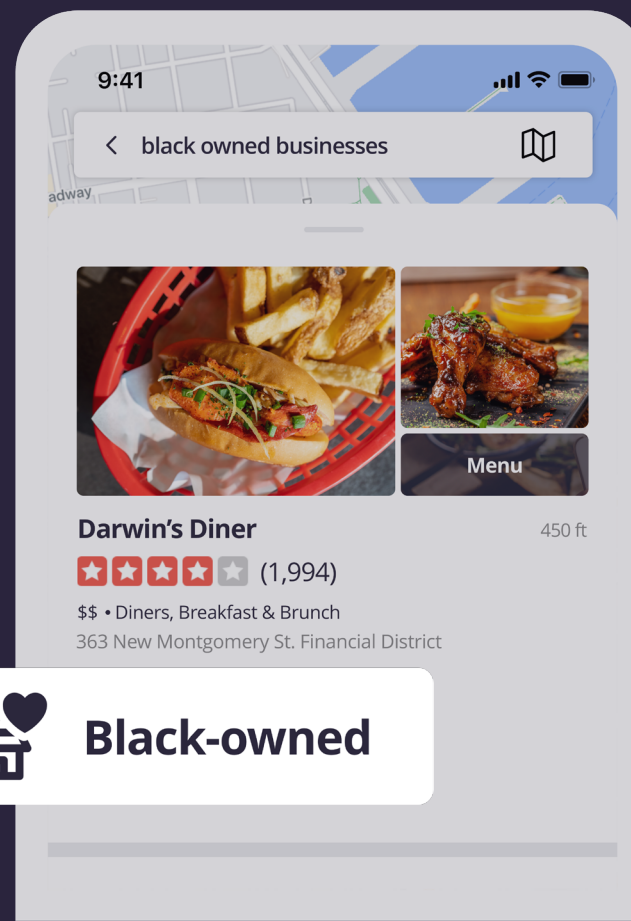 9:41
black owned businesses
adway
Menu
Darwin’s Diner
450 ft
(1,994)
$$ • Diners, Breakfast & Brunch
363 New Montgomery St. Financial District
Black-owned